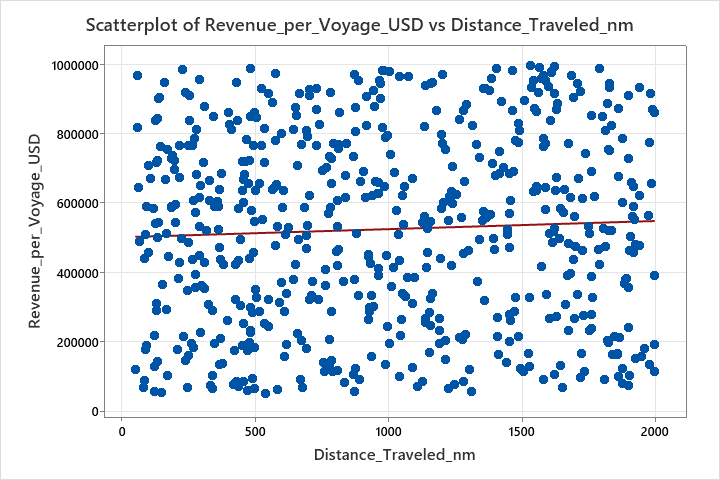 Scatterplot of Revenue_per_Voyage_USD vs Distance_Traveled_nm
1000000
800000
600000
400000
200000
0
Revenue_per_Voyage_USD
0 500 1000 1500 2000
Distance_Traveled_nm